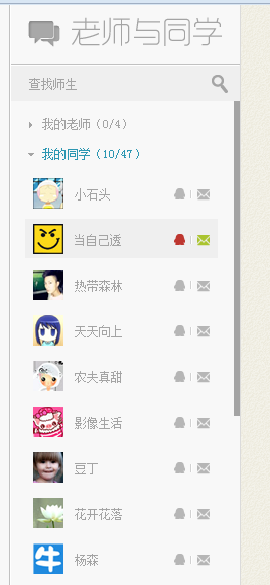 老师与同学
查找师生
我的老师（0/4）
我的同学（10/47）
小石头
当自己透
热带森林
天天向上
农夫真甜
影像生活
豆丁
花开花落
牛
杨森